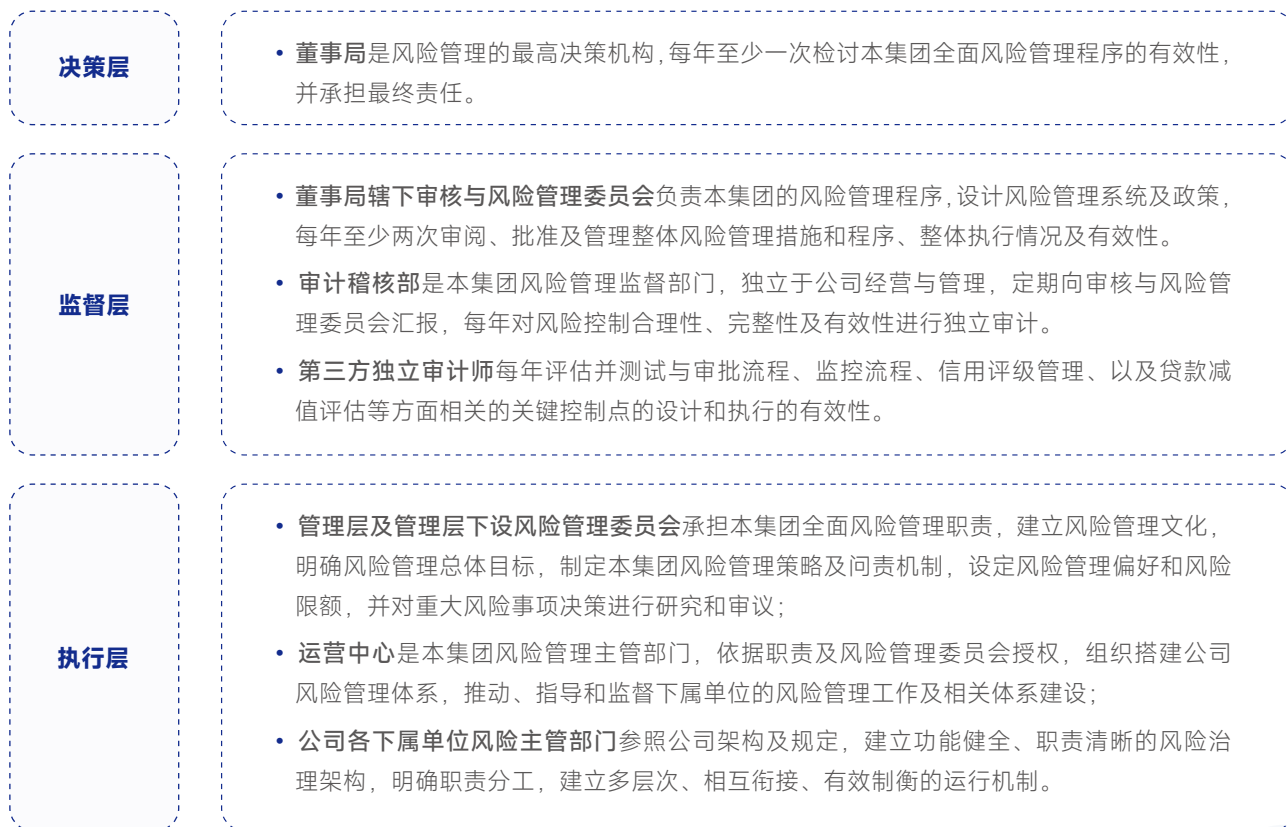 决策层
• 董事局是风险管理的最高决策机构,每年至少一次检讨本集团全面风险管理程序的有效性,
并承担最终责任。
监督层
• 董事局辖下审核与风险管理委员会负责本集团的风险管理程序,设计风险管理系统及政策,
每年至少两次审阅、批准及管理整体风险管理措施和程序、整体执行情况及有效性。
• 审计稽核部是本集团风险管理监督部门，独立于公司经营与管理，定期向审核与风险管
理委员会汇报，每年对风险控制合理性、完整性及有效性进行独立审计。
• 第三方独立审计师每年评估并测试与审批流程、监控流程、信用评级管理、以及贷款减
值评估等方面相关的关键控制点的设计和执行的有效性。
执行层
• 管理层及管理层下设风险管理委员会承担本集团全面风险管理职责，建立风险管理文化，
明确风险管理总体目标，制定本集团风险管理策略及问责机制，设定风险管理偏好和风险
限额，并对重大风险事项决策进行研究和审议；
• 运营中心是本集团风险管理主管部门，依据职责及风险管理委员会授权，组织搭建公司
风险管理体系，推动、指导和监督下属单位的风险管理工作及相关体系建设；
• 公司各下属单位风险主管部门参照公司架构及规定，建立功能健全、职责清晰的风险治
理架构，明确职责分工，建立多层次、相互衔接、有效制衡的运行机制。